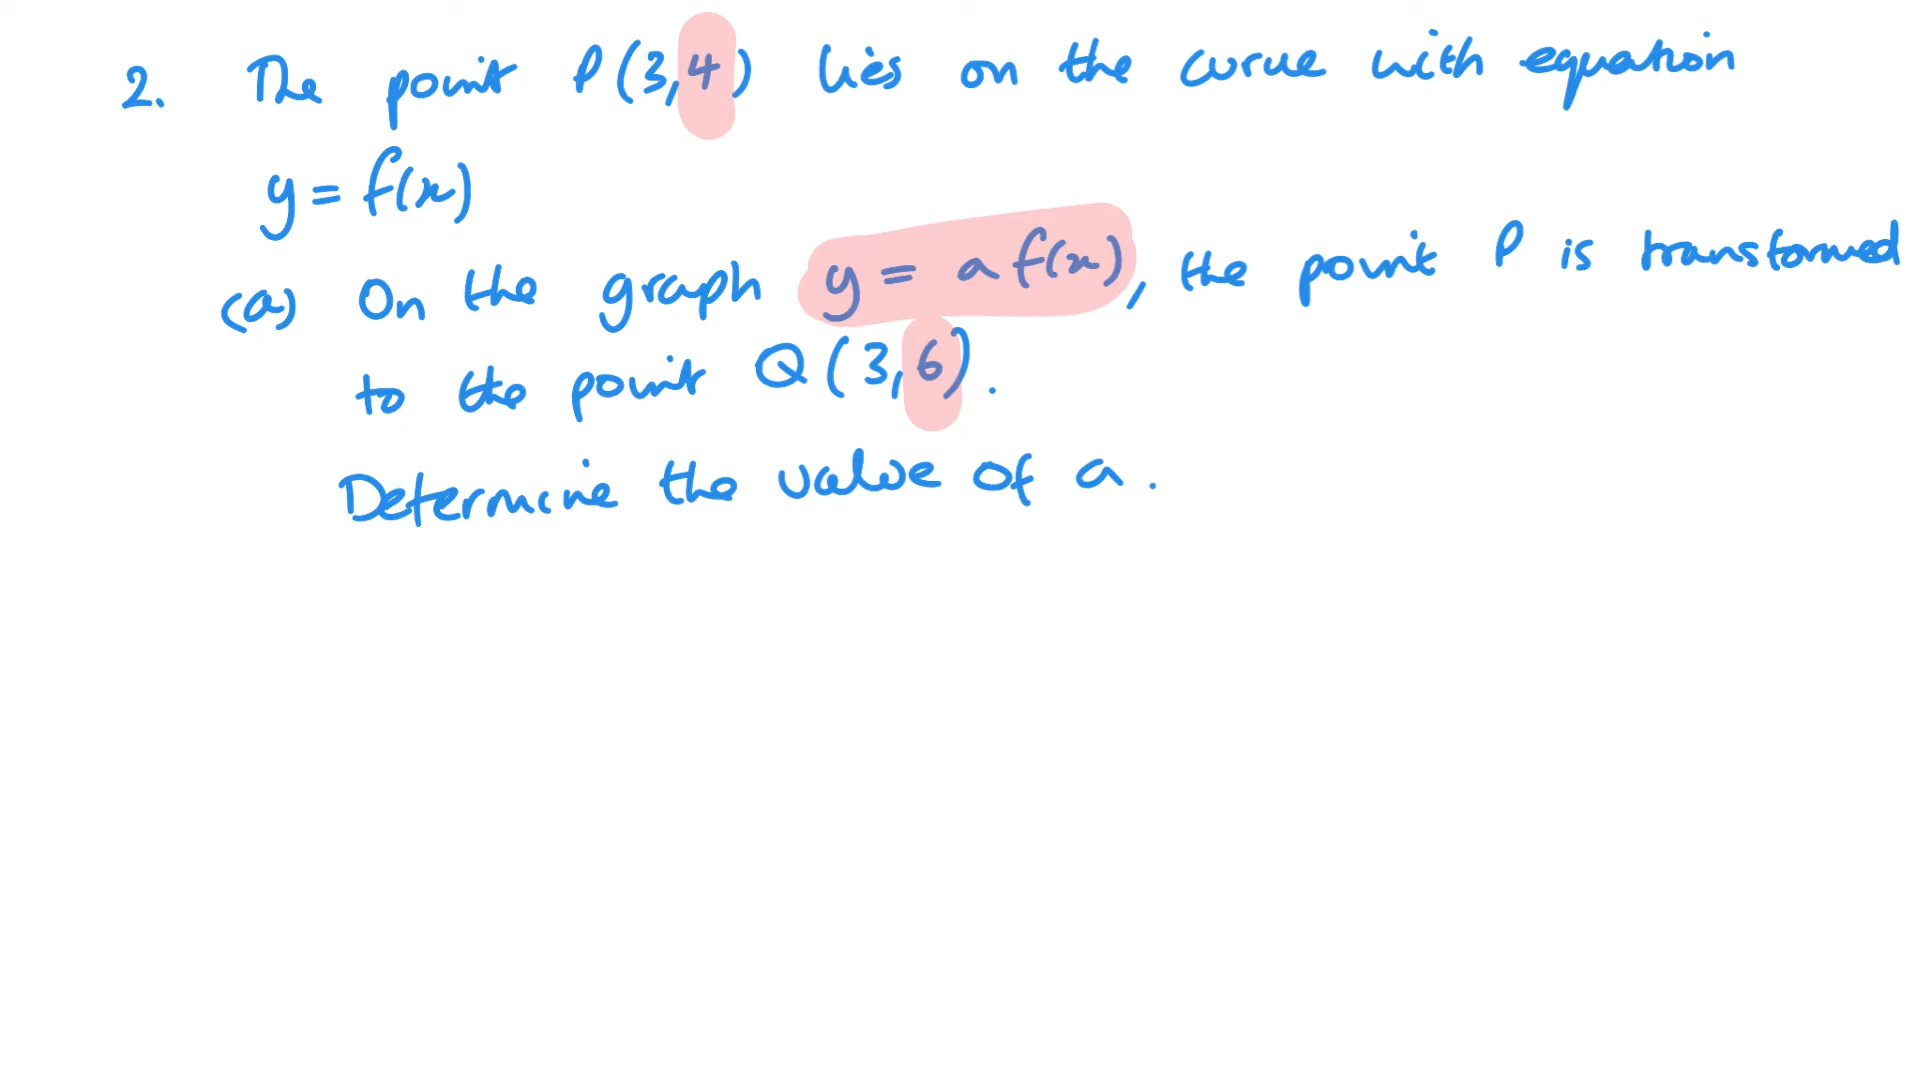 2. The point P(3,4) lies on the curve with equation
y = f(x)
(a) On the graph y = a f(x), the point P is transformed
to the point Q(3,6).
Determine the value of a.